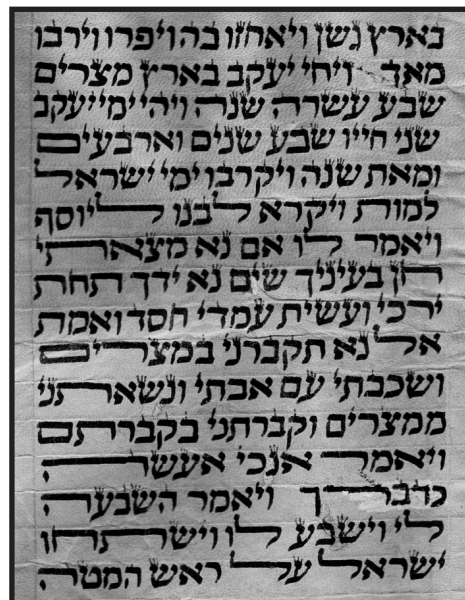 בארץ גשן ויאחזו בה ויפרו וירבו
מאד ויחי יעקב בארץ מצרים
שבע עשרה שנה ויהי ימי יעקב
שני חייו שבע שנים וארבעים
ומאת שנה ויקרבו ימי ישראל
למות ויקרא לבנו ליוסף
ויאמר לו אם נא מצאתי
חן בעיניך שים נא ידך תחת
ירכי ועשית עמדי חסד ואמת
אל נא תקברני במצרים
ושכבתי עם אבתי ונשאתני
ממצרים וקברתני בקברתם
ויאמר אנכי אעשה
כדברך ויאמר השבעה
לי וישבע לו וישתחו
ישראל על ראש המטה